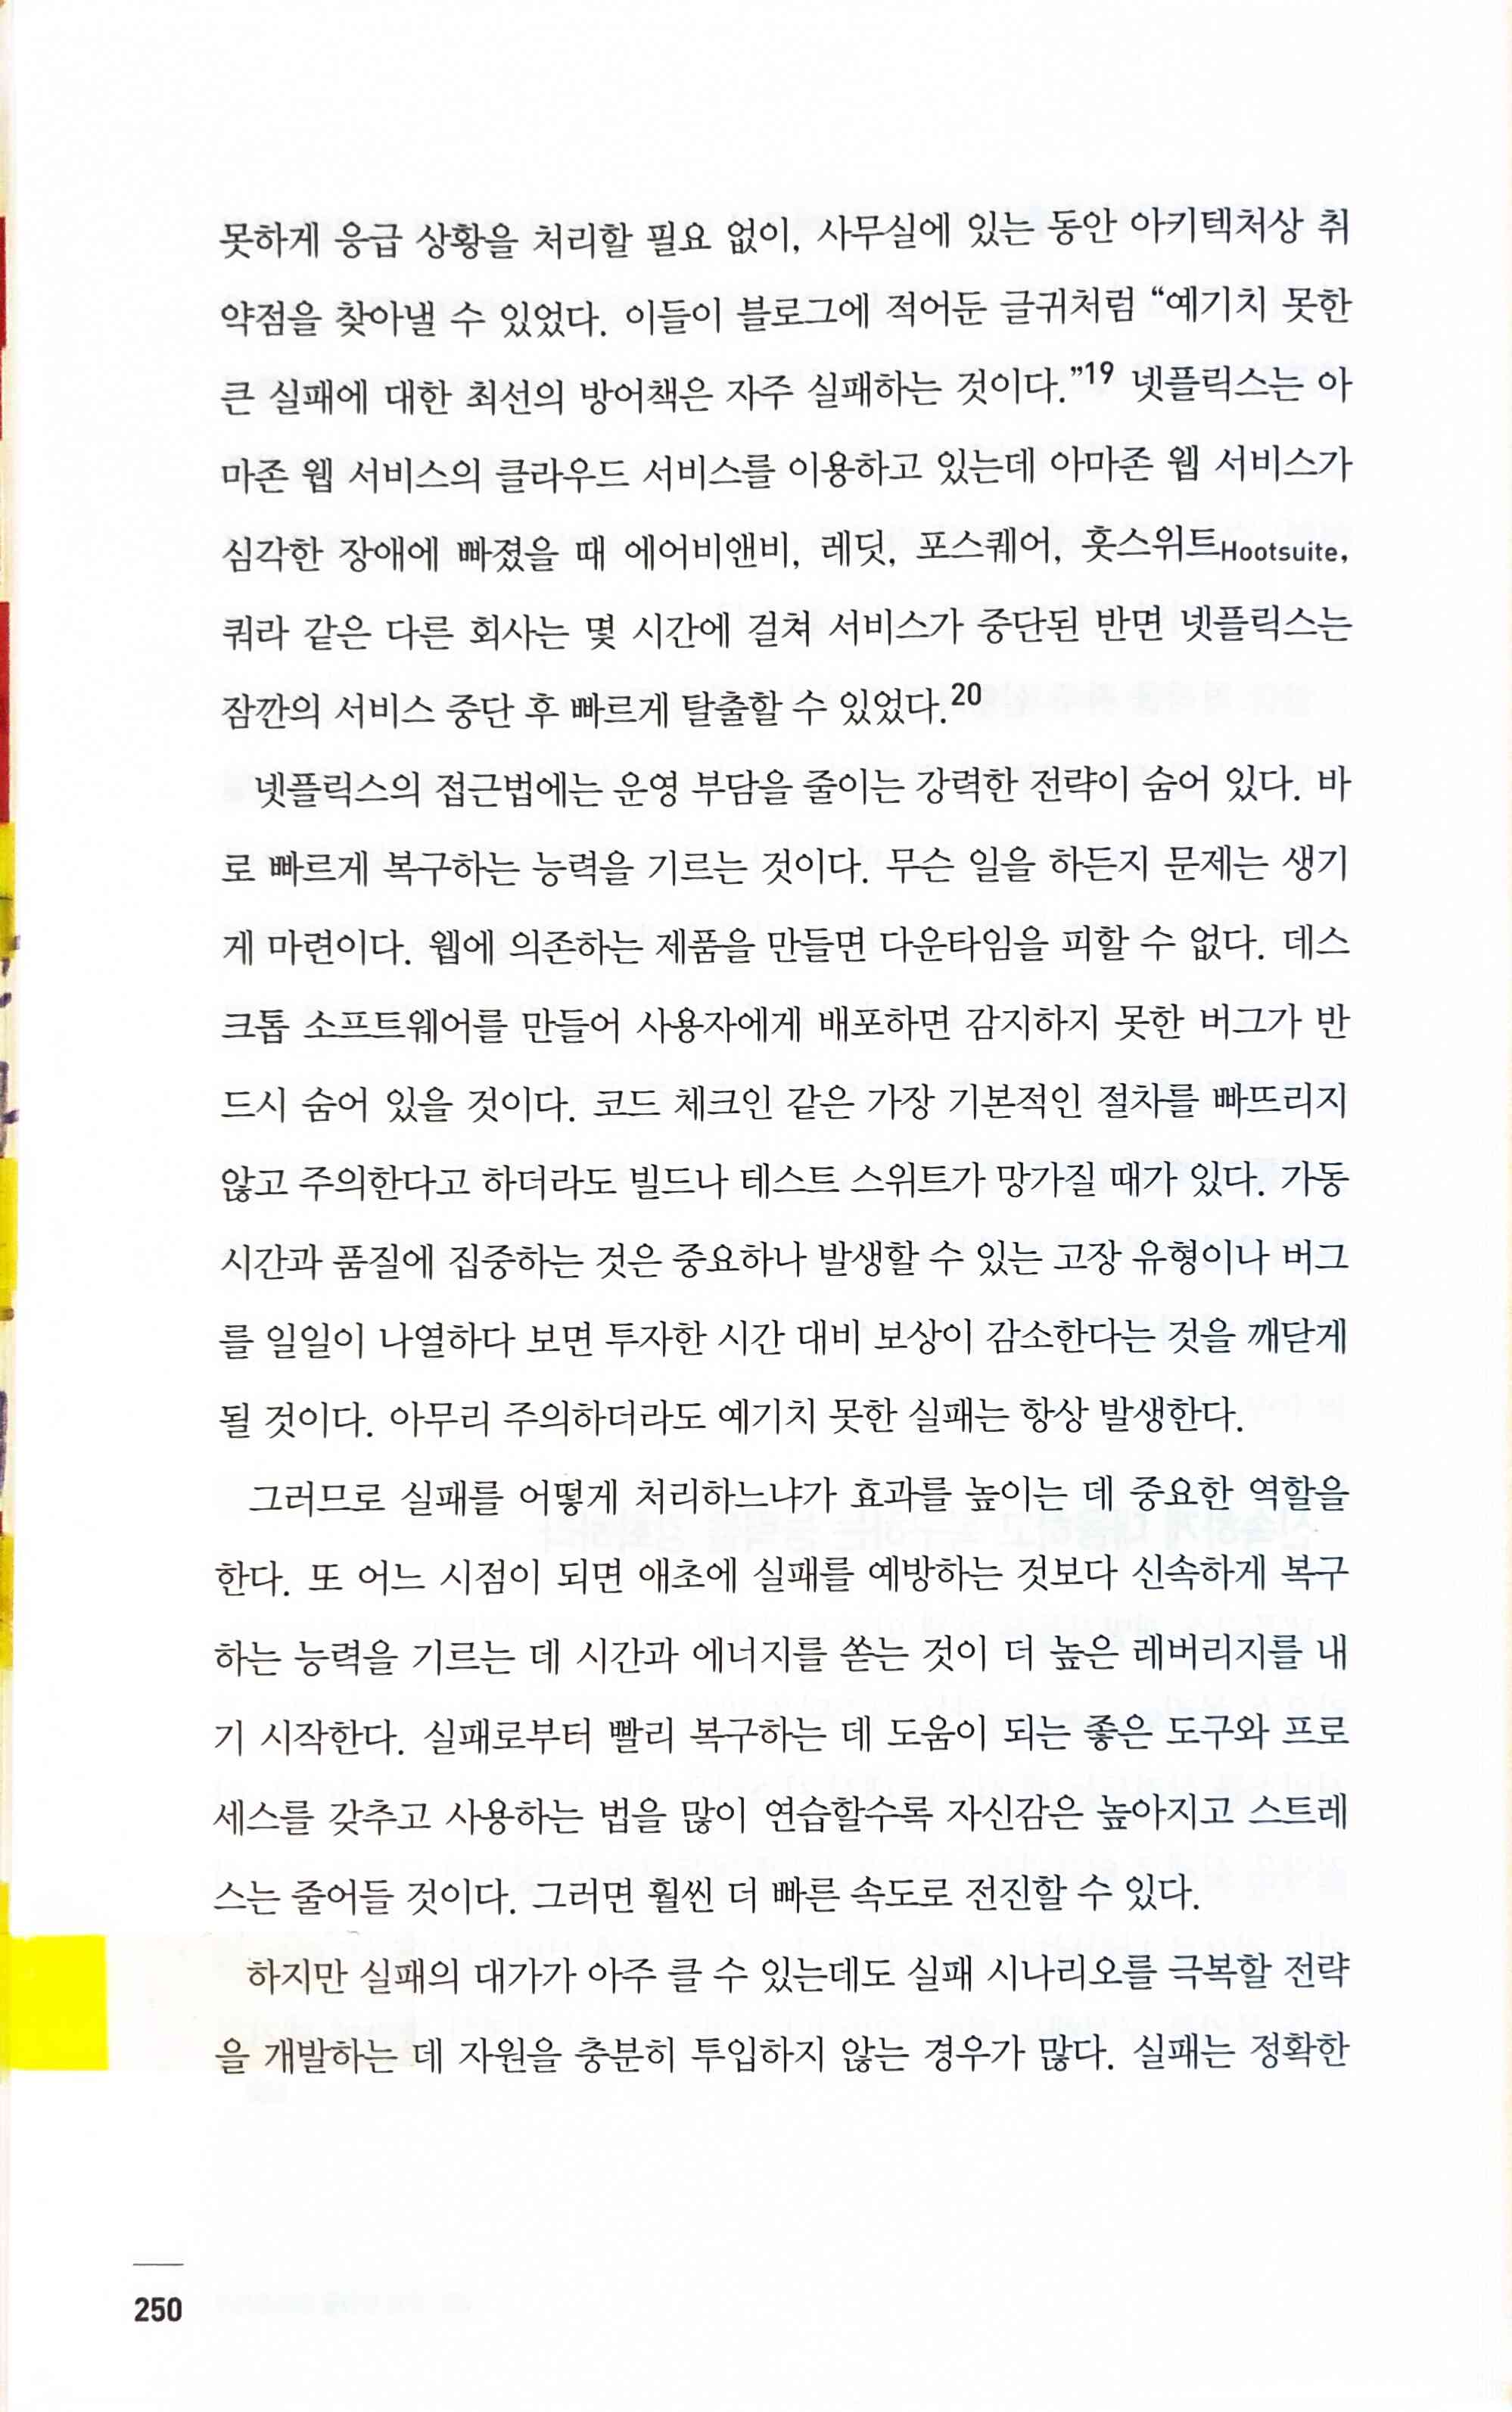 못하게 응급 상황을 처리할 필요 없이, 사무실에 있는 동안 아키텍처상 취
약점을 찾아낼 수 있었다. 이들이 블로그에 적어둔 글귀처럼 “예기치 못한
큰 실패에 대한 최선의 방어책은 자주 실패하는 것이다.”19 넷플릭스는 아
마존 웹 서비스의 클라우드 서비스를 이용하고 있는데 아마존 웹 서비스가
심각한 장애에 빠졌을 때 에어비앤비, 레딧, 포스퀘어, 훗스위트Hootsuite,
쿼라 같은 다른 회사는 몇 시간에 걸쳐 서비스가 중단된 반면 넷플릭스는
잠깐의 서비스 중단 후 빠르게 탈출할 수 있었다.20
넷플릭스의 접근법에는 운영 부담을 줄이는 강력한 전략이 숨어 있다. 바
로 빠르게 복구하는 능력을 기르는 것이다. 무슨 일을 하든지 문제는 생기
게 마련이다. 웹에 의존하는 제품을 만들면 다운타임을 피할 수 없다. 데스
크톱 소프트웨어를 만들어 사용자에게 배포하면 감지하지 못한 버그가 반
드시 숨어 있을 것이다. 코드 체크인 같은 가장 기본적인 절차를 빠뜨리지
않고 주의한다고 하더라도 빌드나 테스트 스위트가 망가질 때가 있다. 가동
시간과 품질에 집중하는 것은 중요하나 발생할 수 있는 고장 유형이나 버그
를 일일이 나열하다 보면 투자한 시간 대비 보상이 감소한다는 것을 깨닫게
될 것이다. 아무리 주의하더라도 예기치 못한 실패는 항상 발생한다.
그러므로 실패를 어떻게 처리하느냐가 효과를 높이는 데 중요한 역할을
한다. 또 어느 시점이 되면 애초에 실패를 예방하는 것보다 신속하게 복구
하는 능력을 기르는 데 시간과 에너지를 쏟는 것이 더 높은 레버리지를 내
기 시작한다. 실패로부터 빨리 복구하는 데 도움이 되는 좋은 도구와 프로
세스를 갖추고 사용하는 법을 많이 연습할수록 자신감은 높아지고 스트레
스는 줄어들 것이다. 그러면 훨씬 더 빠른 속도로 전진할 수 있다.
하지만 실패의 대가가 아주 클 수 있는데도 실패 시나리오를 극복할 전략
을 개발하는 데 자원을 충분히 투입하지 않는 경우가 많다. 실패는 정확한
250